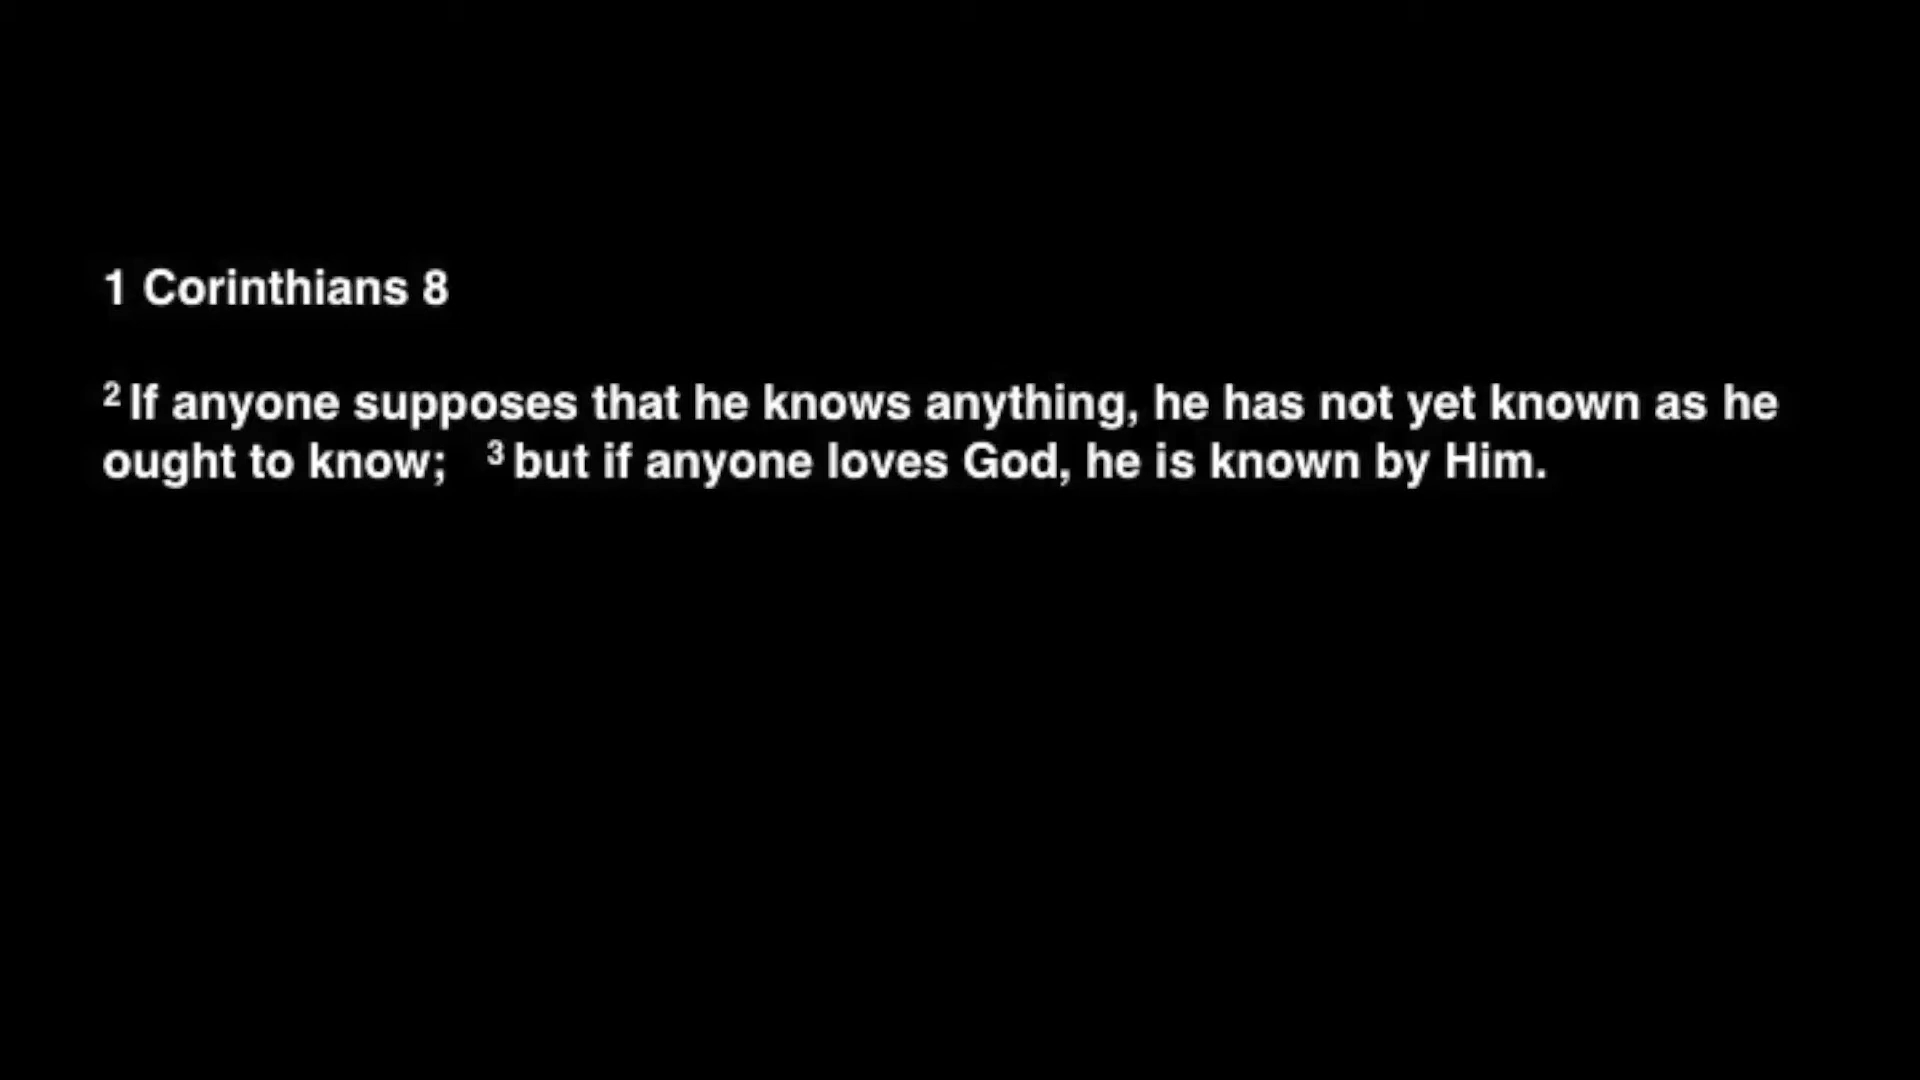 1 Corinthians 8
2 If anyone supposes that he knows anything, he has not yet known as he
ought to know; 3 but if anyone loves God, he is known by Him.